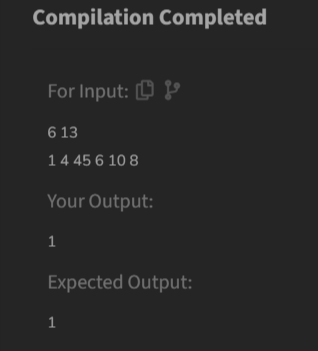 Compilation Completed
For Input:
6 13
1 4 45 6 10 8
Your Output:
1
Expected Output:
1